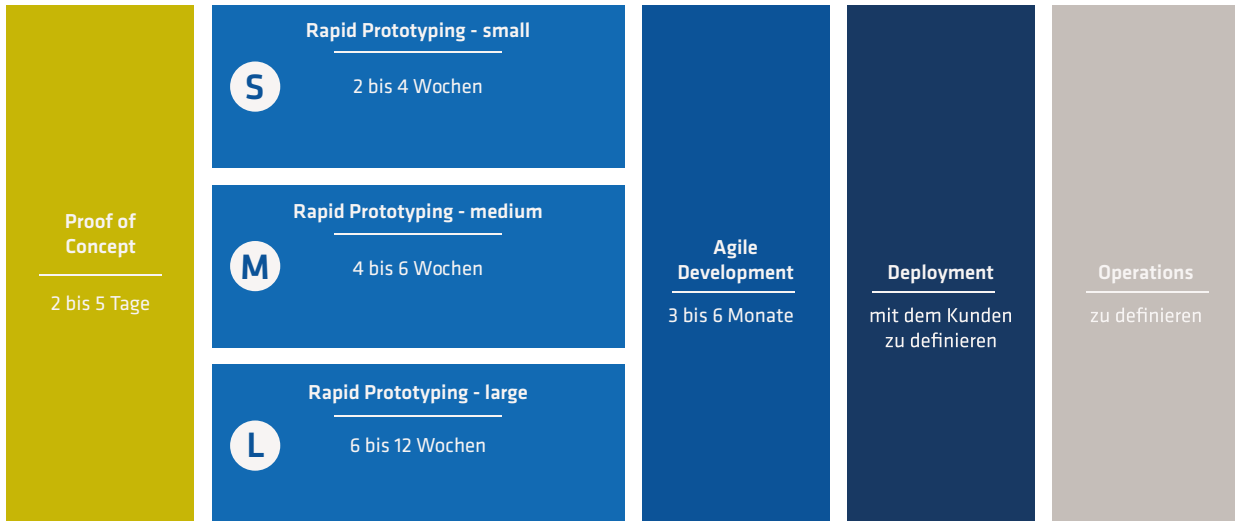 Proof of
Concept
2 bis 5 Tage
Rapid Prototyping - small
S
2 bis 4 Wochen
Rapid Prototyping - medium
M
4 bis 6 Wochen
Rapid Prototyping - large
L
6 bis 12 Wochen
Agile
Development
3 bis 6 Monate
Deployment
mit dem Kunden
zu definieren
Operations
zu definieren